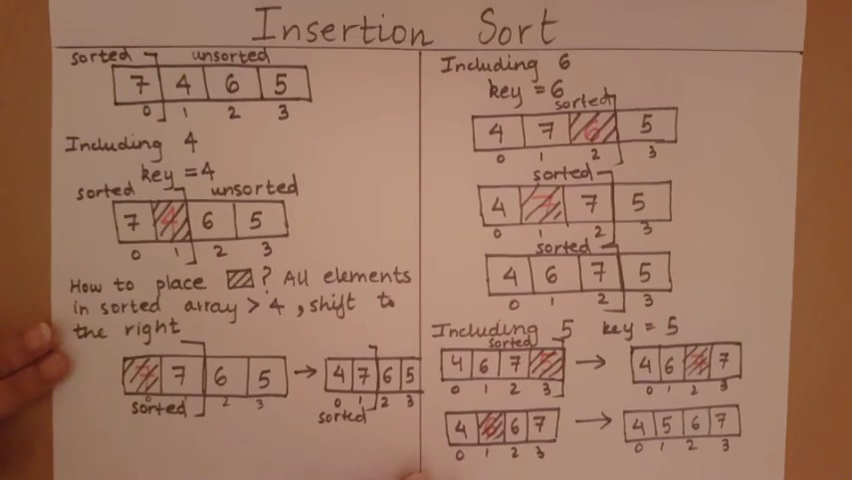 Insertion Sort
sorted unsorted
7 4 6 5
0 1 2 3
Including 4
key = 4
sorted unsorted
7 4 6 5
0 1 2 3
How to place ? All elements
in sorted array > 4, shift to
the right
7 7 6 5 → 4 7 6 5
0 2 3 0 1 2 3
sorted sorted
Including 6
key = 6
sorted
4 7 6 5
0 1 2 3
sorted
4 7 7 5
0 1 2 3
sorted
4 6 7 5
0 1 2 3
Including 5 key = 5
sorted
4 6 7 5 → 4 6 7 7
0 1 2 3 0 1 2 3
4 6 6 7 → 4 5 6 7
0 1 2 3 0 1 2 3